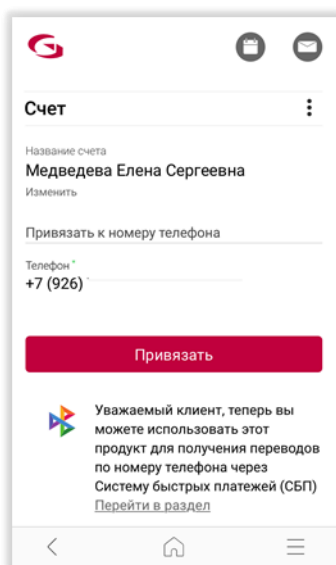 Счет
Название счета
Медведева Елена Сергеевна
Изменить
Привязать к номеру телефона
Телефон *
+7 (926)
Привязать
Уважаемый клиент, теперь вы
можете использовать этот
продукт для получения переводов
по номеру телефона через
Систему быстрых платежей (СБП)
Перейти в раздел